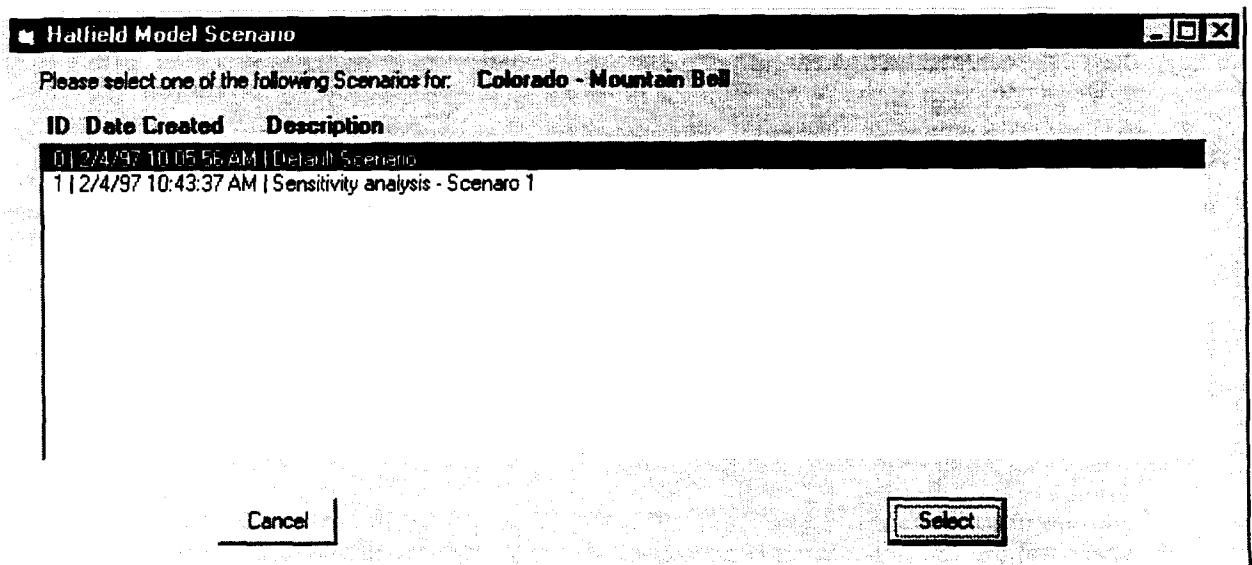 Hatfield Model Scenario
Please select one of the following Scenarios for: Colorado - Mountain Bell
ID Date Created Description
0 | 2/4/97 10:05:56 AM | Default Scenario
1 | 2/4/97 10:43:37 AM | Sensitivity analysis - Scenaro 1
Cancel
Select